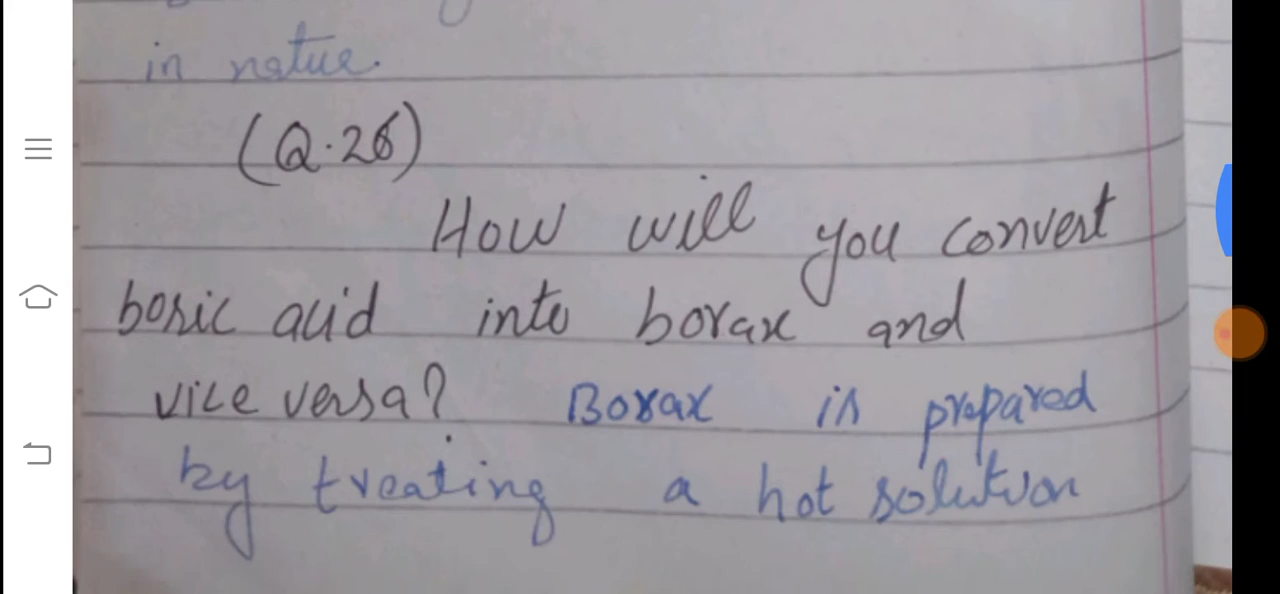 in natue.
(Q.26)
How will you convert
boric acid into borax and
vice versa? Borax is prepared
by treating a hot solution